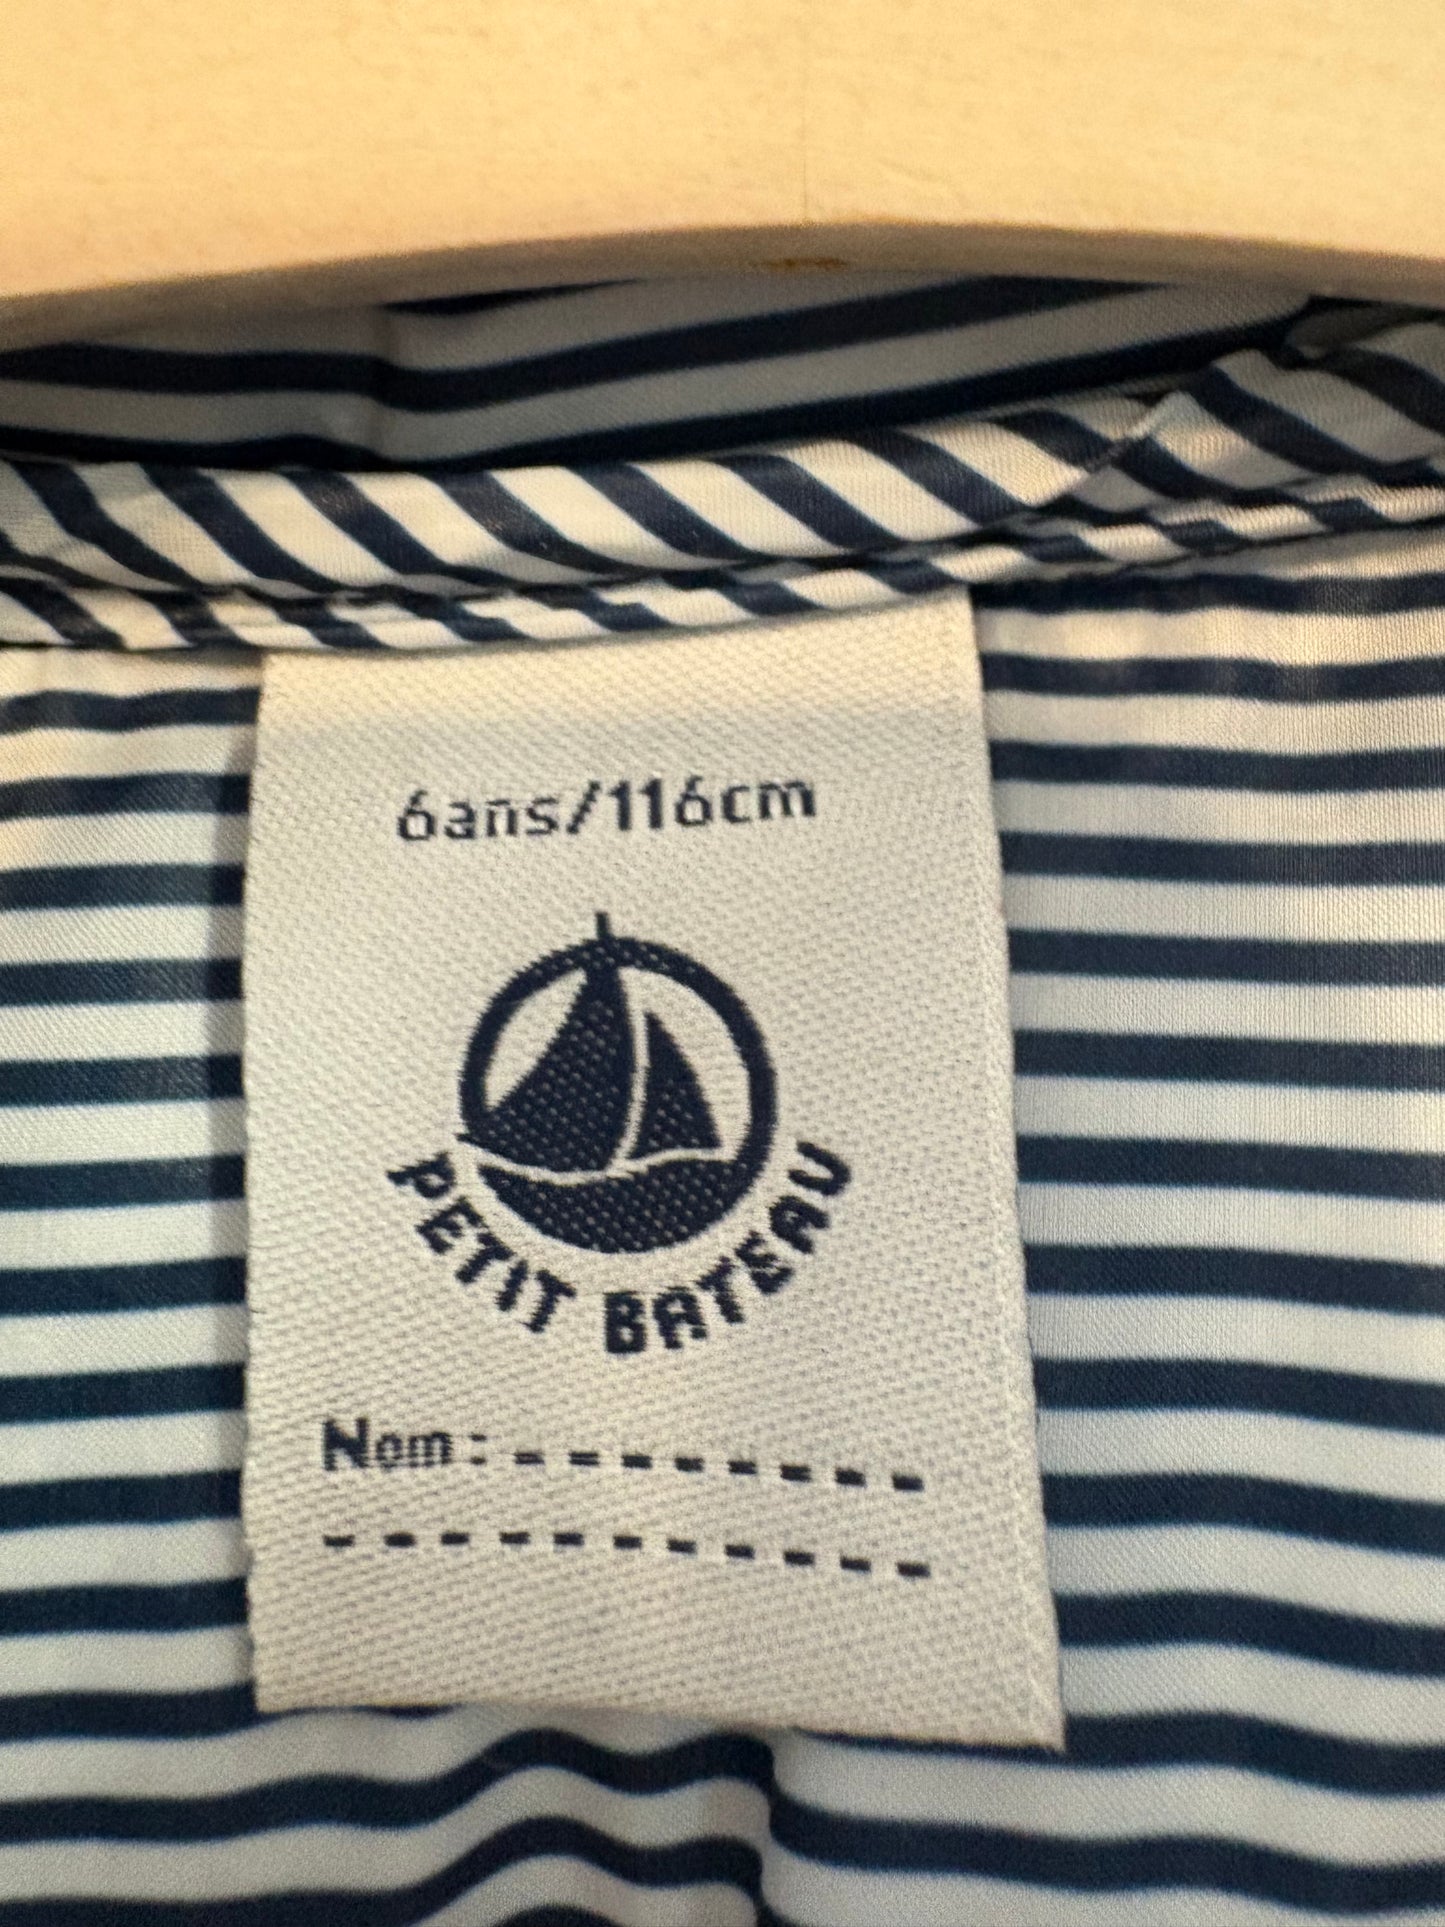 6ans/116cm
PETIT BATEAU
Nom :